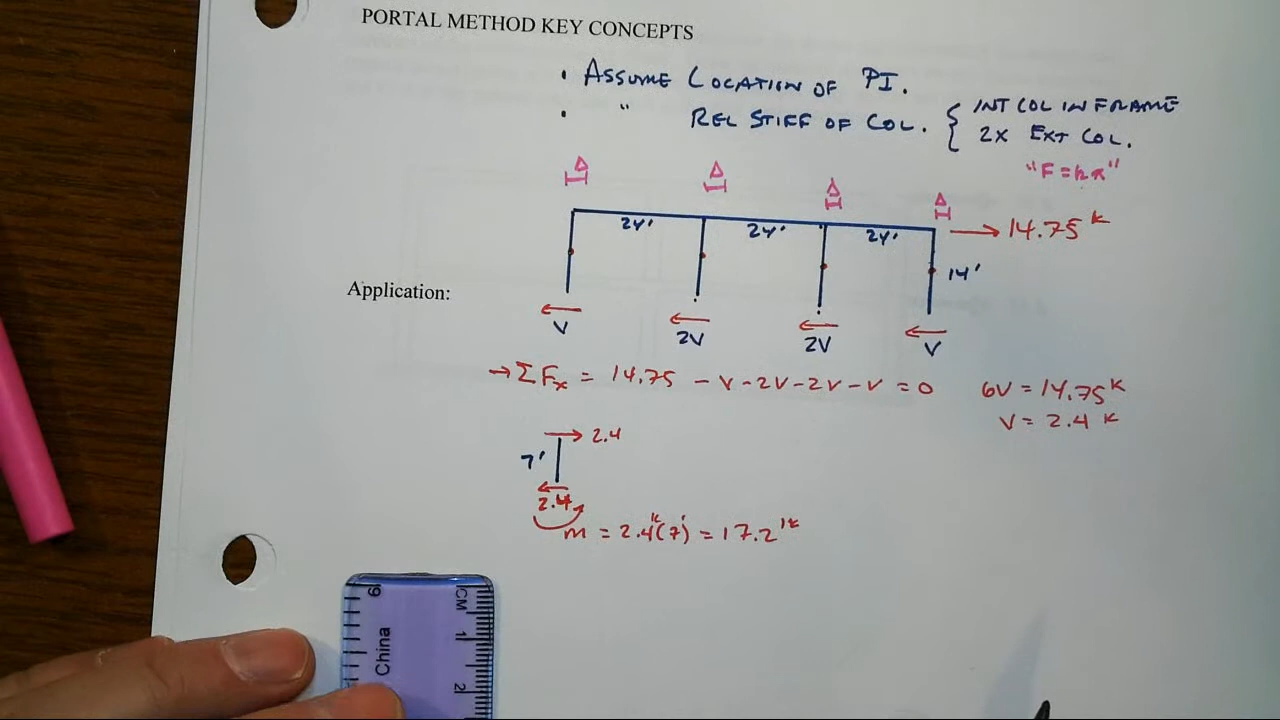 PORTAL METHOD KEY CONCEPTS
• ASSUME LOCATION OF PI.
• " REL STIFF OF COL. { INT COL IN FRAME
2X EXT COL.
"F = kx"
Δ Δ Δ Δ
24' 24' 24' → 14.75 K
14'
Application:
V 2V 2V V
→ Σ Fx = 14.75 - V - 2V - 2V - V = 0 6V = 14.75 K
V = 2.4 K
2.4
7'
2.4
m = 2.4 k (7') = 17.2 'k
6 CM
China
1
2